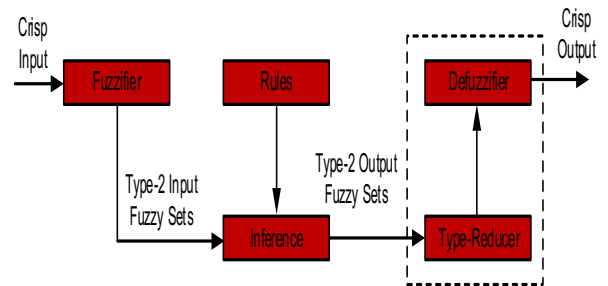 Crisp
Input
Fuzzifier
Rules
Defuzzifier
Crisp
Output
Type-2 Input
Fuzzy Sets
Inference
Type-2 Output
Fuzzy Sets
Type-Reducer